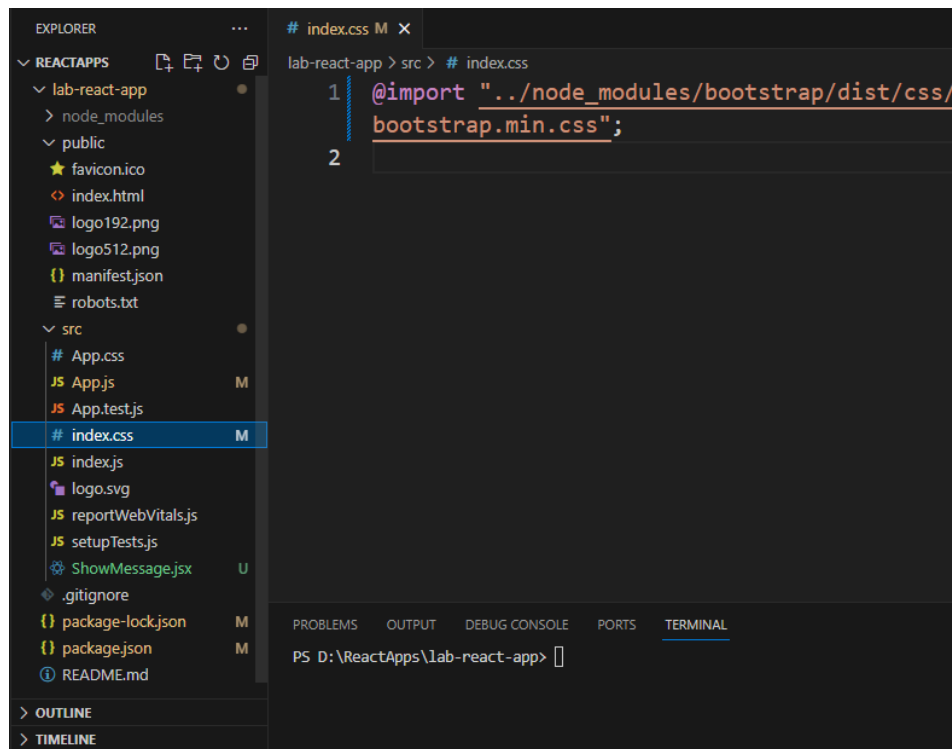 EXPLORER
REACTAPPS
lab-react-app
node_modules
public
favicon.ico
index.html
logo192.png
logo512.png
manifest.json
robots.txt
src
App.css
JS App.js M
JS App.test.js
index.css M
JS index.js
logo.svg
JS reportWebVitals.js
JS setupTests.js
ShowMessage.jsx U
.gitignore
{} package-lock.json M
{} package.json M
README.md
OUTLINE
TIMELINE
# index.css M
lab-react-app > src > # index.css
1 @import "../node_modules/bootstrap/dist/css/
bootstrap.min.css";
2
PROBLEMS OUTPUT DEBUG CONSOLE PORTS TERMINAL
PS D:\ReactApps\lab-react-app>